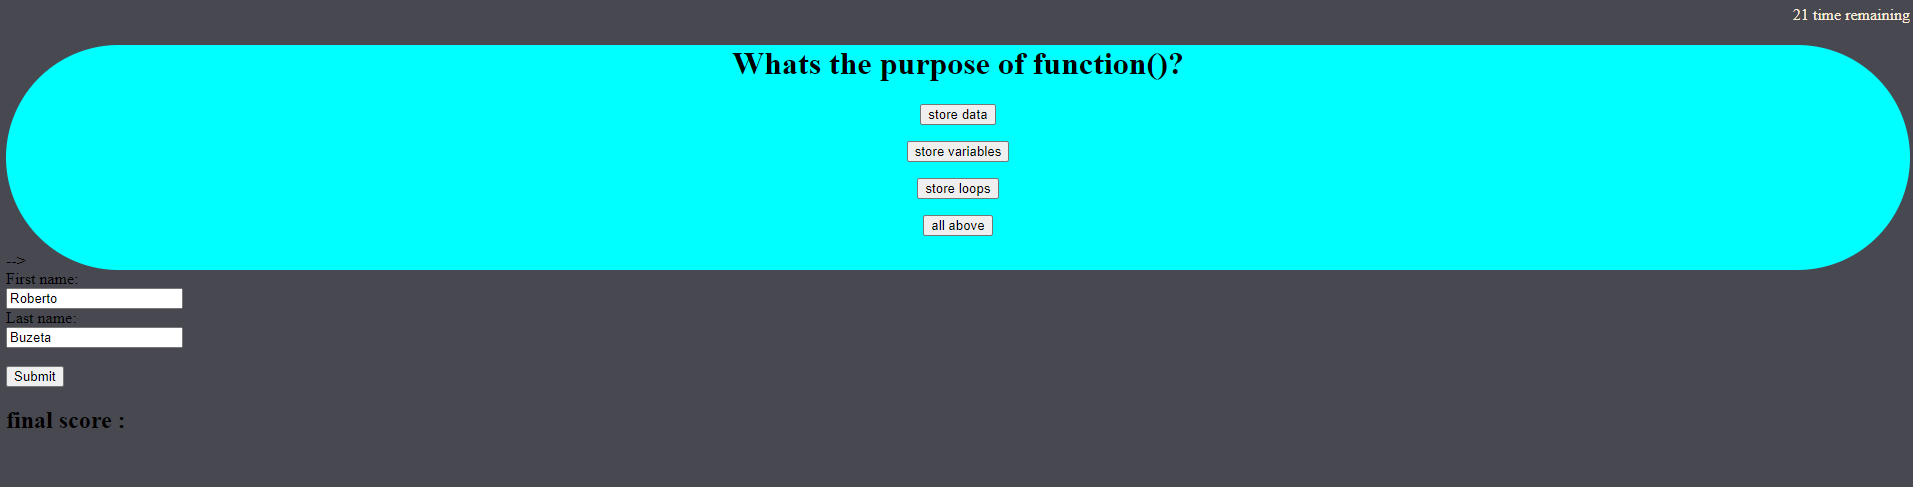 21 time remaining
Whats the purpose of function()?
store data
store variables
store loops
all above
-->
First name:
Roberto
Last name:
Buzeta
Submit
final score :